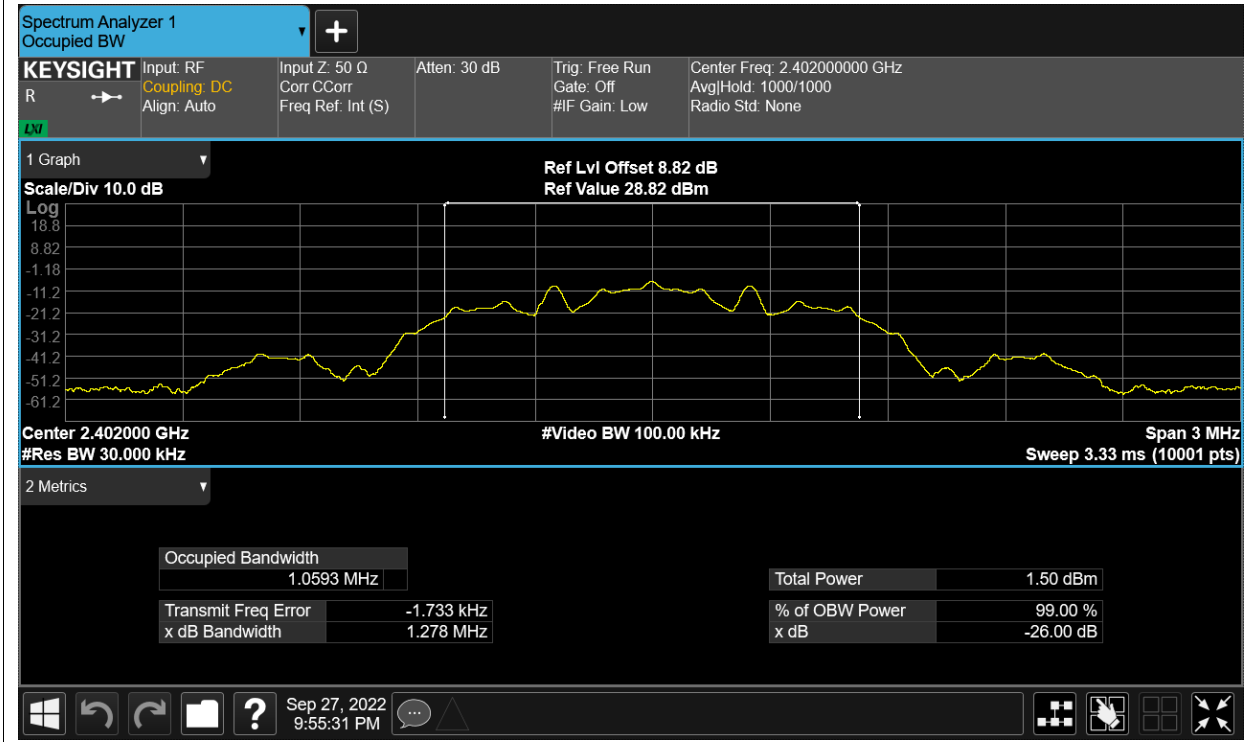 Spectrum Analyzer 1
Occupied BW
KEYSIGHT
R
LXI
Input: RF
Coupling: DC
Align: Auto
Input Z: 50 Ω
Corr CCorr
Freq Ref: Int (S)
Atten: 30 dB
Trig: Free Run
Gate: Off
#IF Gain: Low
Center Freq: 2.402000000 GHz
Avg|Hold: 1000/1000
Radio Std: None
1 Graph
Scale/Div 10.0 dB
Ref Lvl Offset 8.82 dB
Ref Value 28.82 dBm
Log
18.8
8.82
-1.18
-11.2
-21.2
-31.2
-41.2
-51.2
-61.2
Center 2.402000 GHz
#Video BW 100.00 kHz
Span 3 MHz
#Res BW 30.000 kHz
Sweep 3.33 ms (10001 pts)
2 Metrics
Occupied Bandwidth
1.0593 MHz
Total Power 1.50 dBm
Transmit Freq Error -1.733 kHz
% of OBW Power 99.00 %
x dB Bandwidth 1.278 MHz
x dB -26.00 dB
?
Sep 27, 2022
9:55:31 PM